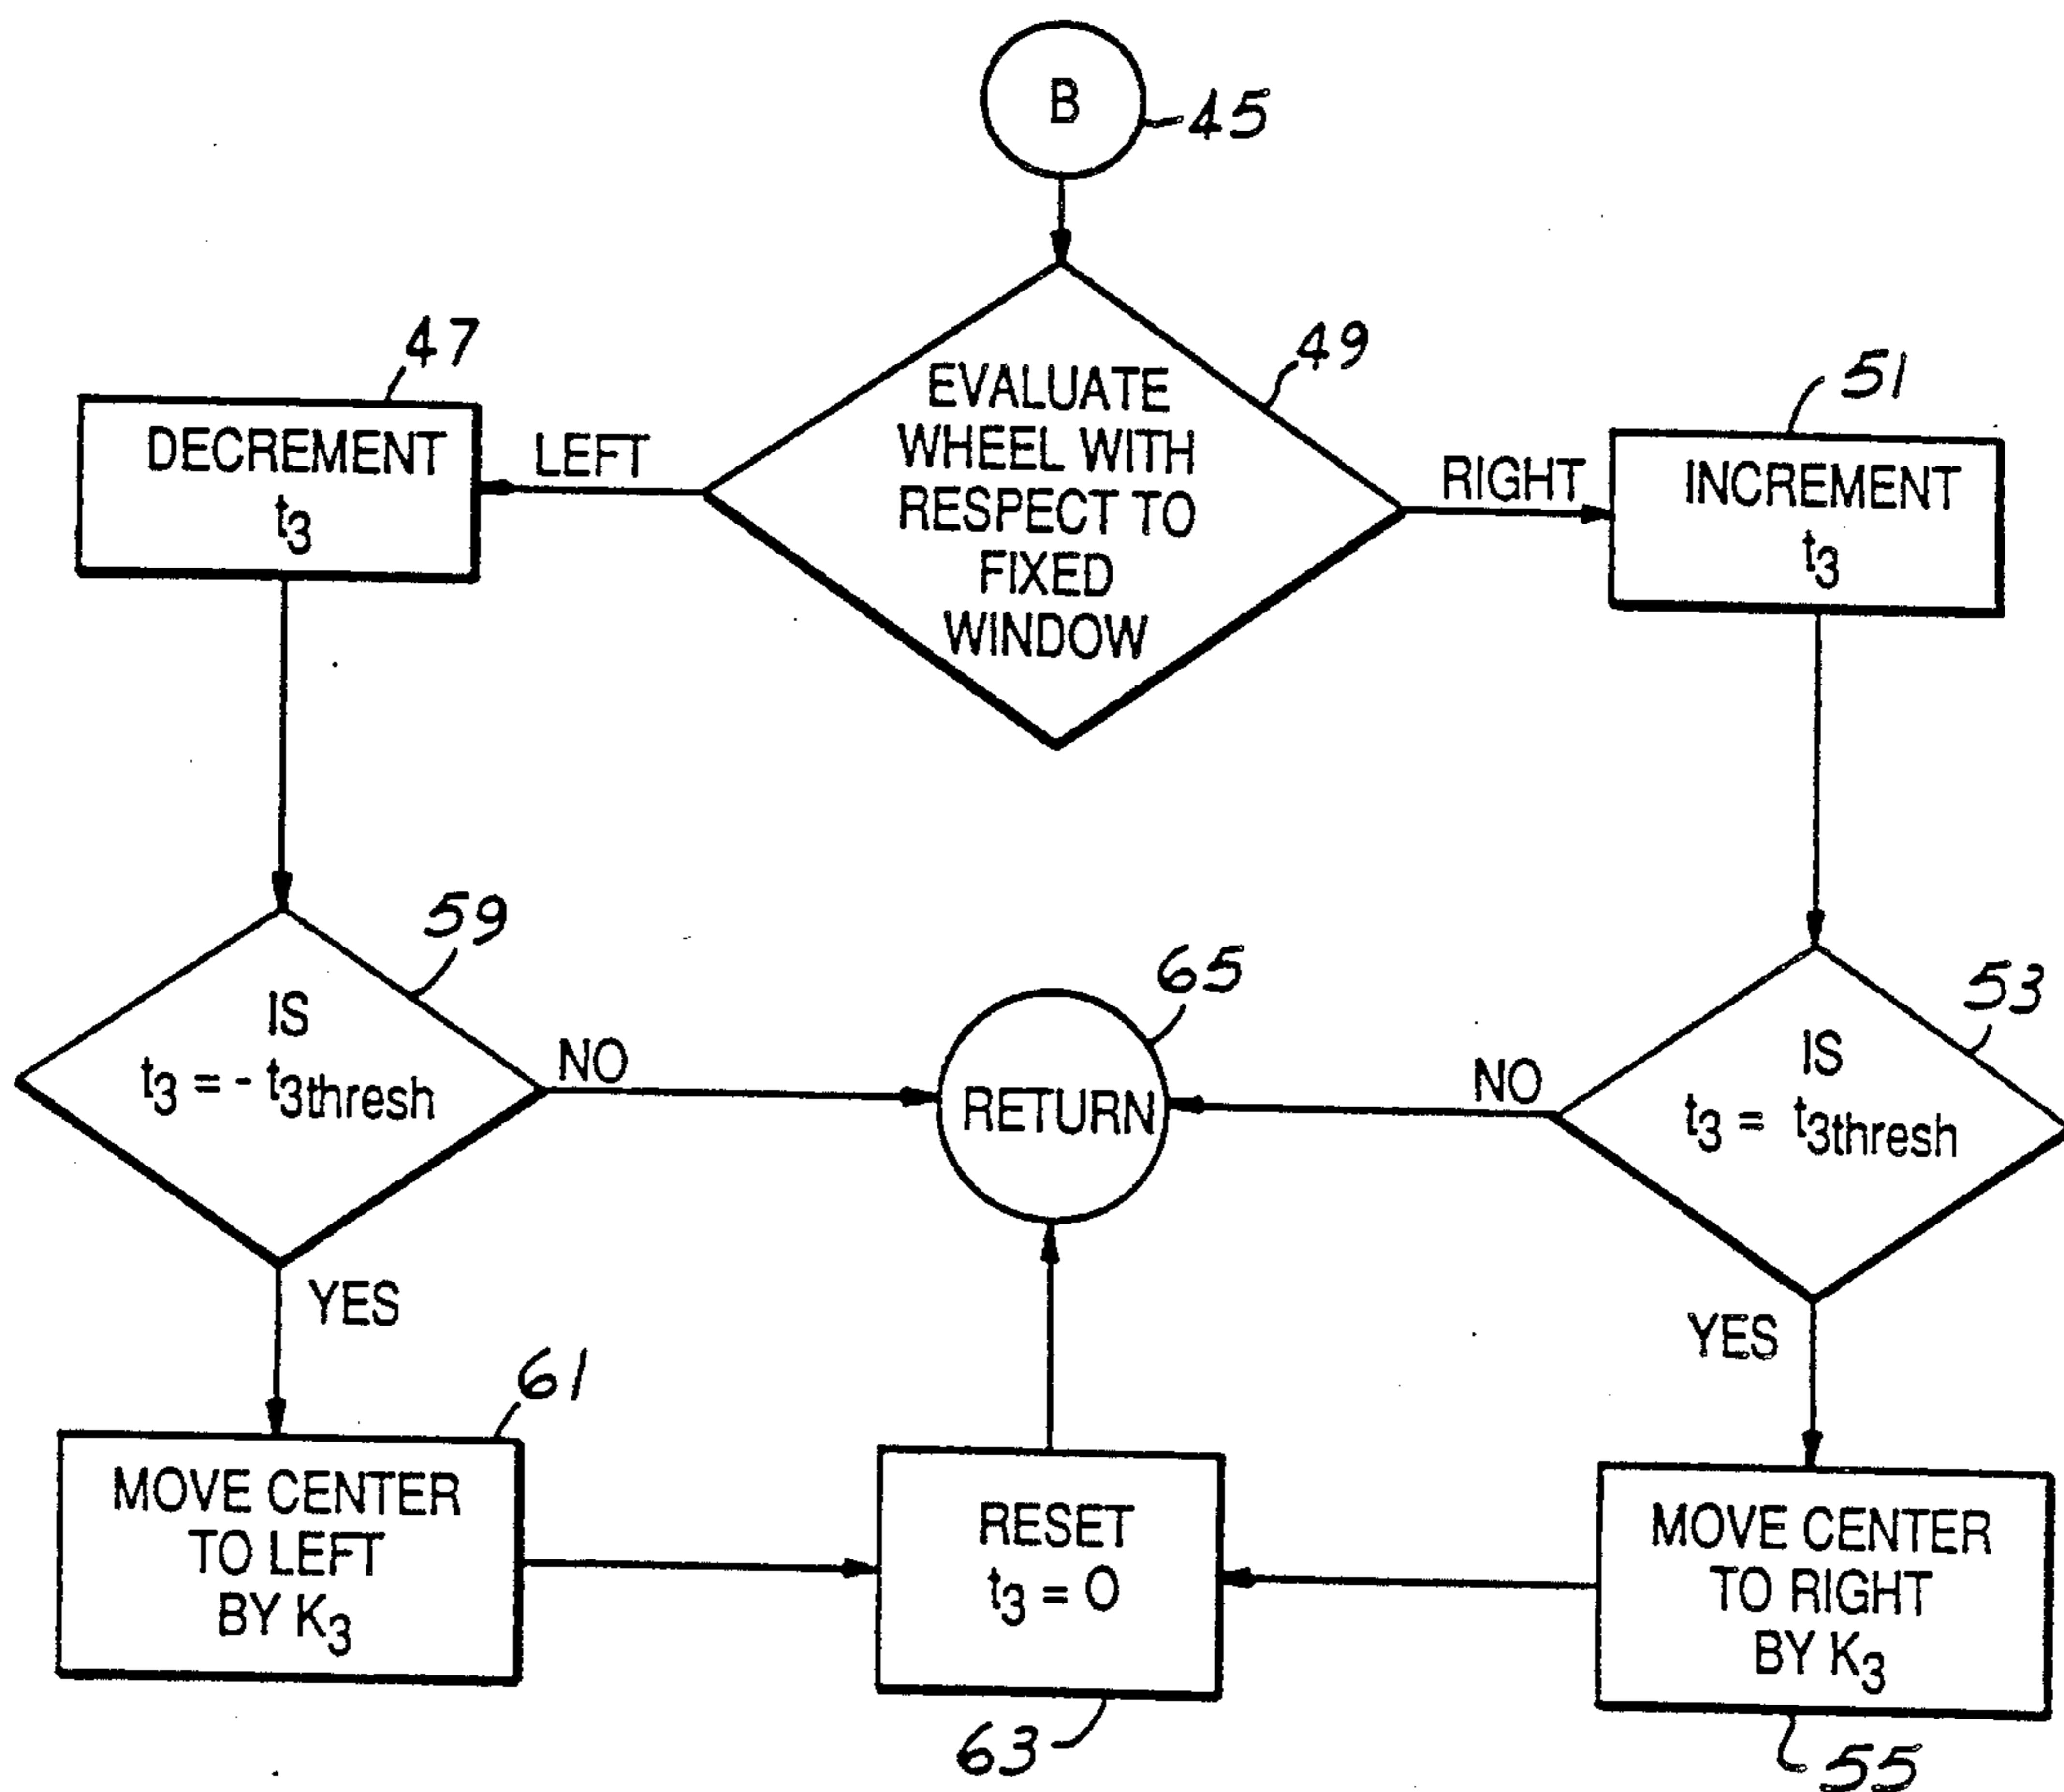 B
45
47
49
51
DECREMENT
t3
LEFT
EVALUATE
WHEEL WITH
RESPECT TO
FIXED
WINDOW
RIGHT
INCREMENT
t3
59
IS
t3 = - t3thresh
NO
65
RETURN
NO
53
IS
t3 = t3thresh
YES
YES
61
MOVE CENTER
TO LEFT
BY K3
RESET
t3 = 0
63
MOVE CENTER
TO RIGHT
BY K3
55